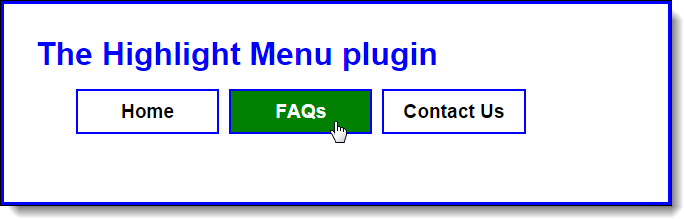 The Highlight Menu plugin
Home FAQs Contact Us